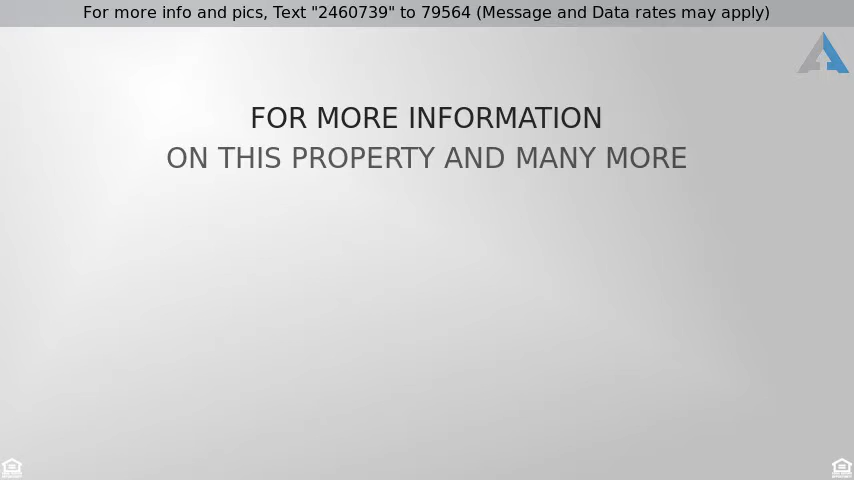 For more info and pics, Text "2460739" to 79564 (Message and Data rates may apply)
FOR MORE INFORMATION
ON THIS PROPERTY AND MANY MORE